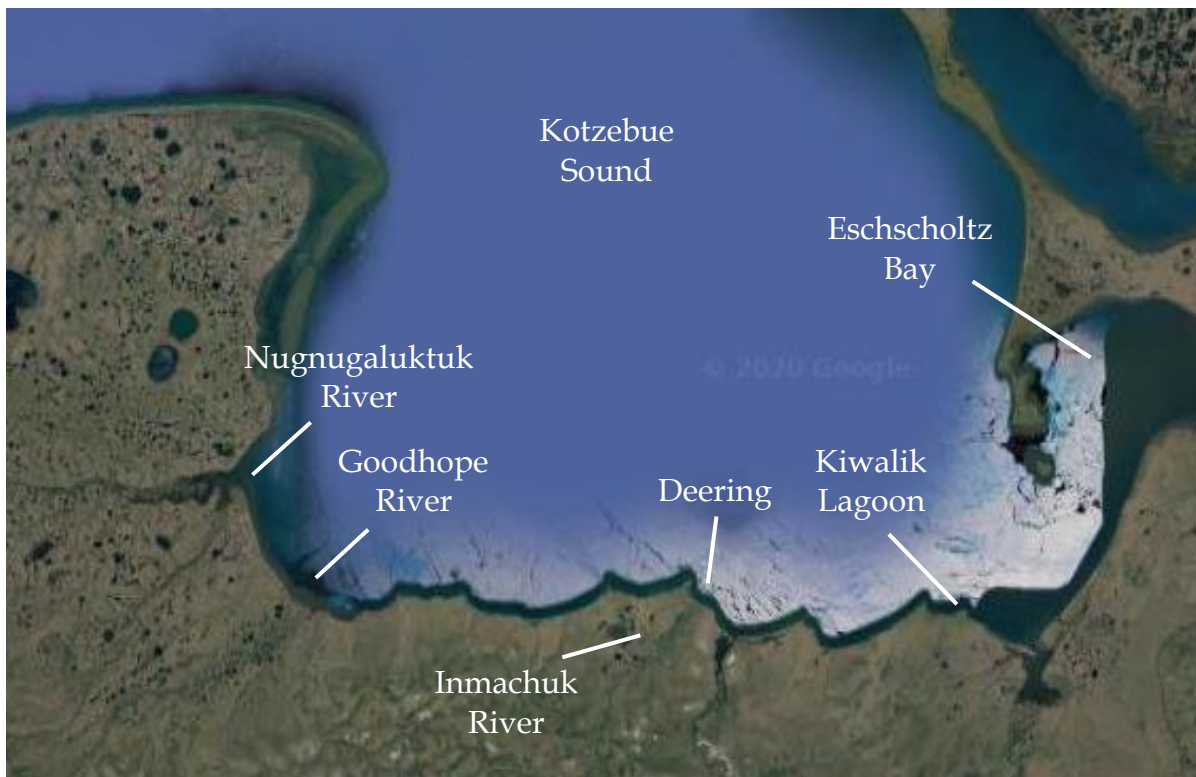 Kotzebue
Sound
Eschscholtz
Bay
© 2020 Google
Nugnugaluktuk
River
Goodhope
River
Deering
Kiwalik
Lagoon
Inmachuk
River